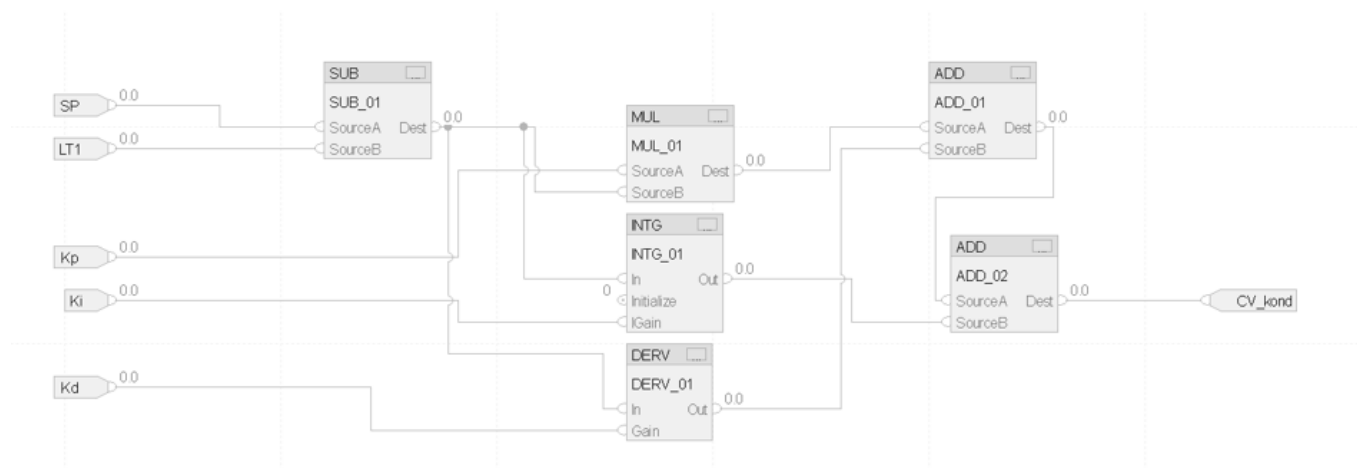 SUB
...
SUB_01
SourceA Dest 0.0
SourceB
SP 0.0
LT1 0.0
Kp 0.0
Ki 0.0
Kd 0.0
MUL
...
MUL_01
SourceA Dest 0.0
SourceB
INTG
...
INTG_01
In Out 0.0
0 Initialize
IGain
DERV
...
DERV_01
In Out 0.0
Gain
ADD
...
ADD_01
SourceA Dest 0.0
SourceB
ADD
...
ADD_02
SourceA Dest 0.0
SourceB
CV_kond